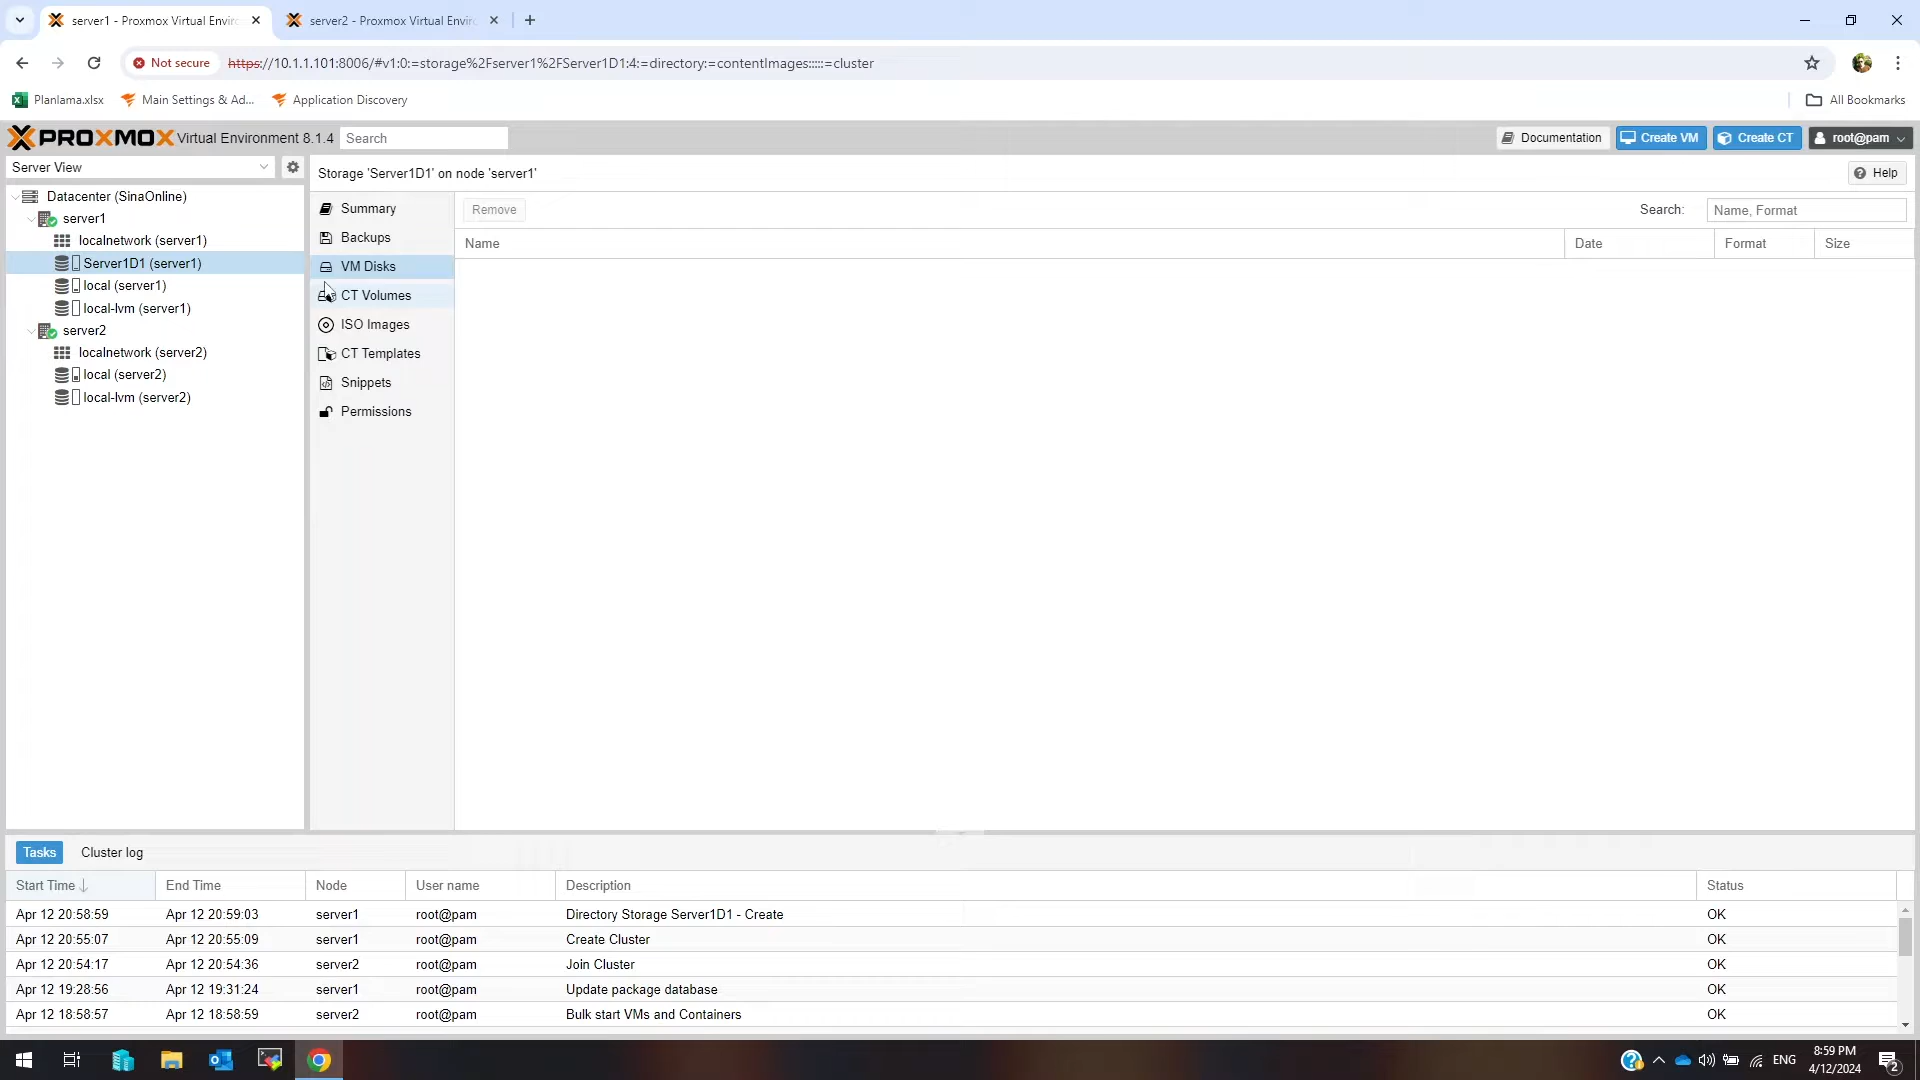 server1 - Proxmox Virtual Enviro
server2 - Proxmox Virtual Enviro
Not secure
https://10.1.1.101:8006/#v1:0:=storage%2Fserver1%2FServer1D1:4:=directory:=contentImages:::::=cluster
Planlama.xlsx
Main Settings & Ad...
Application Discovery
All Bookmarks
PROXMOX Virtual Environment 8.1.4
Search
Documentation
Create VM
Create CT
root@pam
Server View
Storage 'Server1D1' on node 'server1'
Help
Datacenter (SinaOnline)
server1
localnetwork (server1)
Server1D1 (server1)
local (server1)
local-lvm (server1)
server2
localnetwork (server2)
local (server2)
local-lvm (server2)
Summary
Backups
VM Disks
CT Volumes
ISO Images
CT Templates
Snippets
Permissions
Remove
Search:
Name, Format
Name
Date
Format
Size
Tasks
Cluster log
Start Time
End Time
Node
User name
Description
Status
Apr 12 20:58:59 Apr 12 20:59:03 server1 root@pam Directory Storage Server1D1 - Create OK
Apr 12 20:55:07 Apr 12 20:55:09 server1 root@pam Create Cluster OK
Apr 12 20:54:17 Apr 12 20:54:36 server2 root@pam Join Cluster OK
Apr 12 19:28:56 Apr 12 19:31:24 server1 root@pam Update package database OK
Apr 12 18:58:57 Apr 12 18:58:59 server2 root@pam Bulk start VMs and Containers OK
ENG
8:59 PM
4/12/2024
2